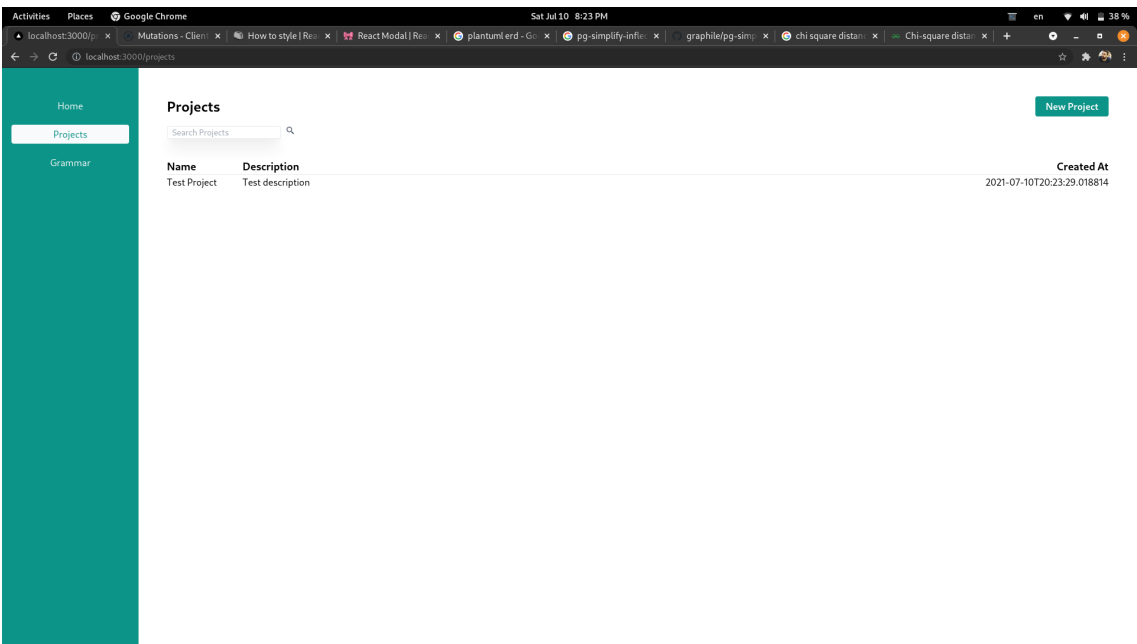 Activities Places Google Chrome Sat Jul 10 8:23 PM en 38 %
localhost:3000/p Mutations - Client How to style | Rea React Modal | Rea plantuml erd - Go pg-simplify-inflec graphile/pg-simp chi square distanc Chi-square distan
localhost:3000/projects
Home
Projects
Grammar
Projects
New Project
Search Projects
Name Description Created At
Test Project Test description 2021-07-10T20:23:29.018814